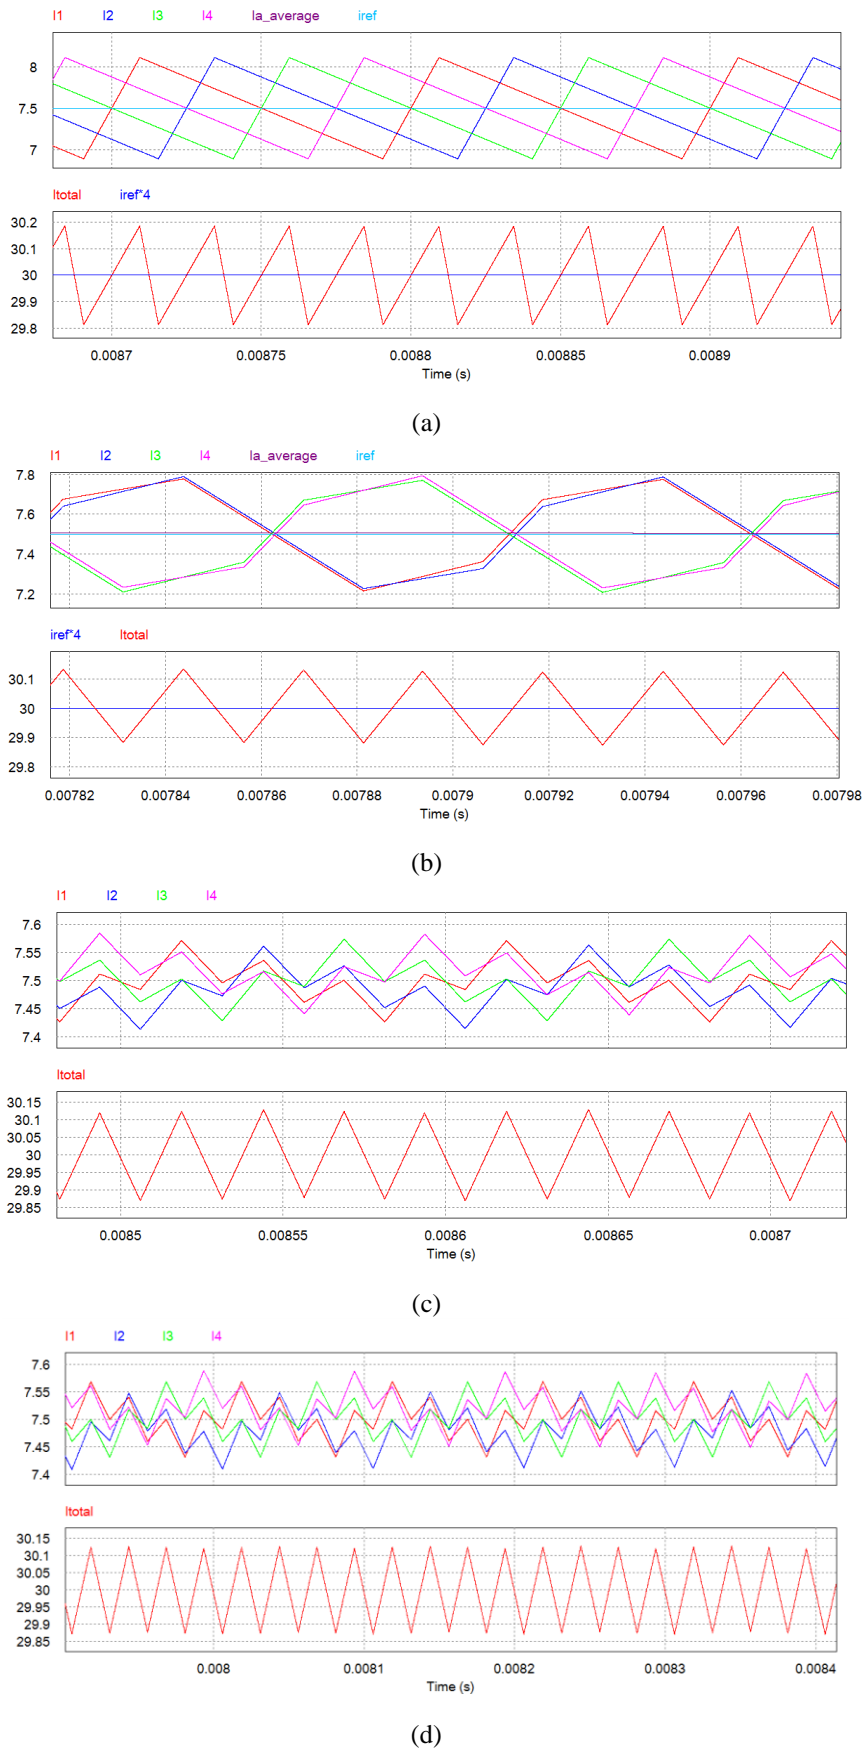 I1 I2 I3 I4 Ia_average iref
8
7.5
7
Itotal iref*4
30.2
30.1
30
29.9
29.8
0.0087 0.00875 0.0088 0.00885 0.0089
Time (s)
(a)
I1 I2 I3 I4 Ia_average iref
7.8
7.6
7.4
7.2
iref*4 Itotal
30.1
30
29.9
29.8
0.00782 0.00784 0.00786 0.00788 0.0079 0.00792 0.00794 0.00796 0.00798
Time (s)
(b)
I1 I2 I3 I4
7.6
7.55
7.5
7.45
7.4
Itotal
30.15
30.1
30.05
30
29.95
29.9
29.85
0.0085 0.00855 0.0086 0.00865 0.0087
Time (s)
(c)
I1 I2 I3 I4
7.6
7.55
7.5
7.45
7.4
Itotal
30.15
30.1
30.05
30
29.95
29.9
29.85
0.008 0.0081 0.0082 0.0083 0.0084
Time (s)
(d)